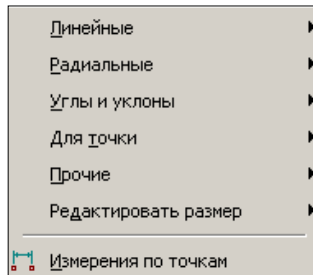 Линейные
Радиальные
Углы и уклоны
Для точки
Прочие
Редактировать размер
Измерения по точкам